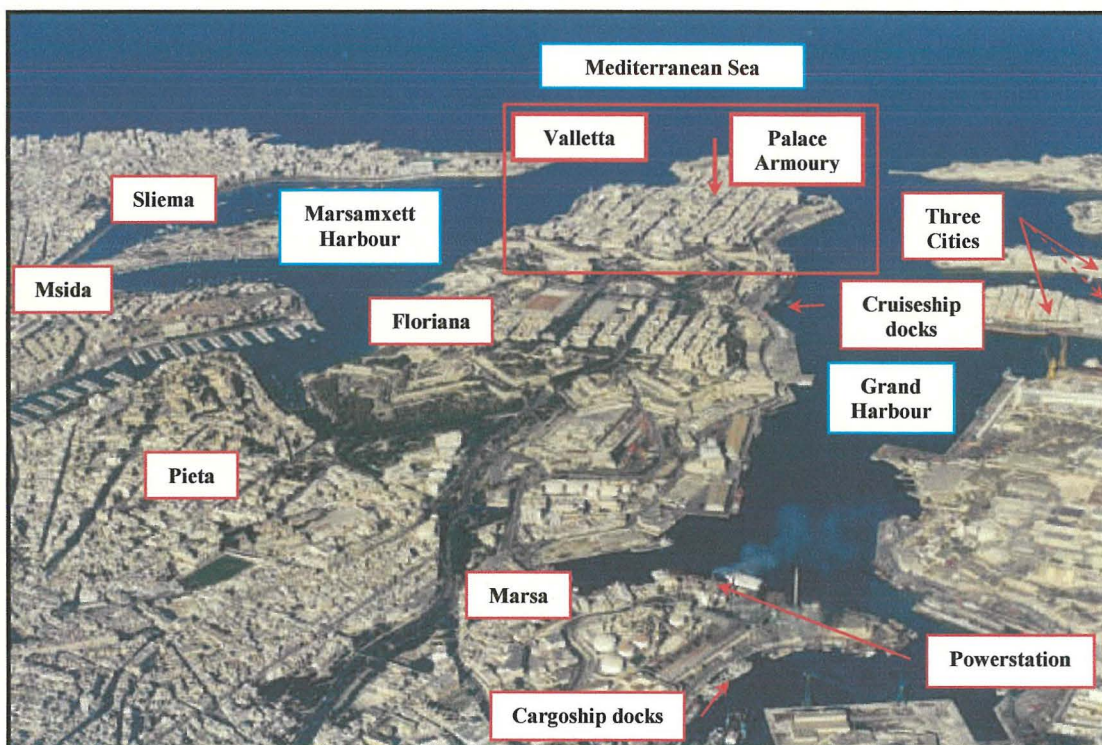 Mediterranean Sea
Valletta
Palace
Armoury
Sliema
Marsamxett
Harbour
Three
Cities
Msida
Floriana
Cruiseship
docks
Grand
Harbour
Pieta
Marsa
Powerstation
Cargoship docks